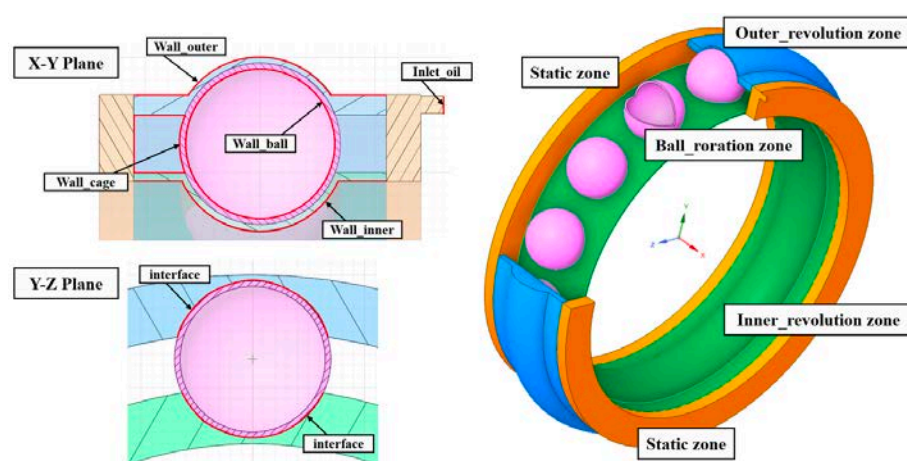 X-Y Plane
Wall_outer
Inlet_oil
Wall_ball
Wall_cage
Wall_inner
Y-Z Plane
interface
interface
Outer_revolution zone
Static zone
Ball_roration zone
Y
Z
X
Inner_revolution zone
Static zone